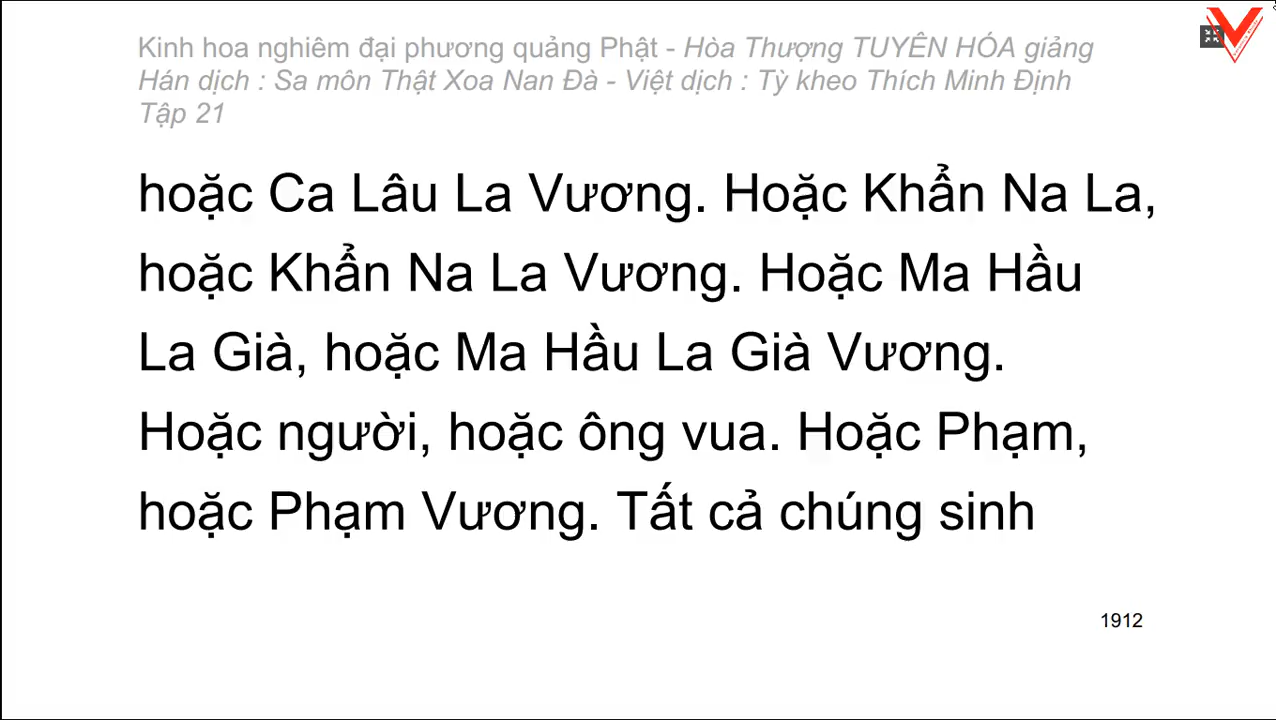 Kinh hoa nghiêm đại phương quảng Phật - Hòa Thượng TUYÊN HÓA giảng
Hán dịch : Sa môn Thật Xoa Nan Đà - Việt dịch : Tỳ kheo Thích Minh Định
Tập 21
hoặc Ca Lâu La Vương. Hoặc Khẩn Na La,
hoặc Khẩn Na La Vương. Hoặc Ma Hầu
La Già, hoặc Ma Hầu La Già Vương.
Hoặc người, hoặc ông vua. Hoặc Phạm,
hoặc Phạm Vương. Tất cả chúng sinh
1912